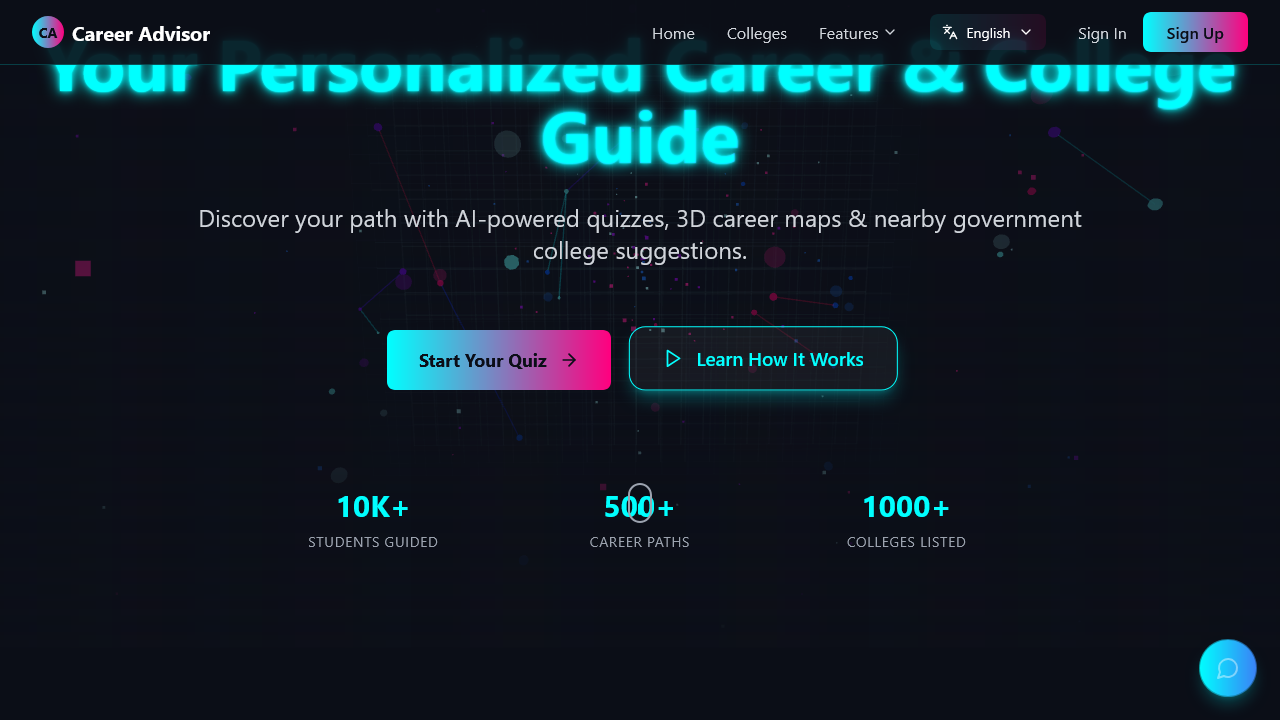 CA Career Advisor
Home
Colleges
Features
English
Sign In
Sign Up
Your Personalized Career & College
Guide
Discover your path with AI-powered quizzes, 3D career maps & nearby government
college suggestions.
Start Your Quiz
Learn How It Works
10K+
500+
1000+
STUDENTS GUIDED
CAREER PATHS
COLLEGES LISTED